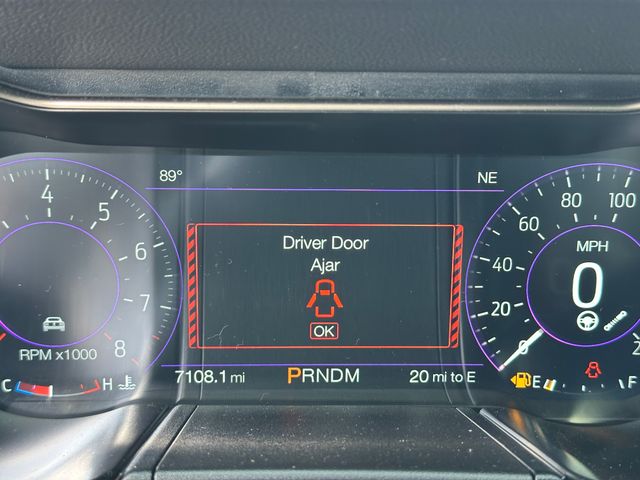 89°
NE
4
5
6
7
8
RPM x1000
C
H
Driver Door
Ajar
OK
7108.1 mi
PRNDM
20 mi to E
0
20
40
60
80
100
MPH
0
E
F